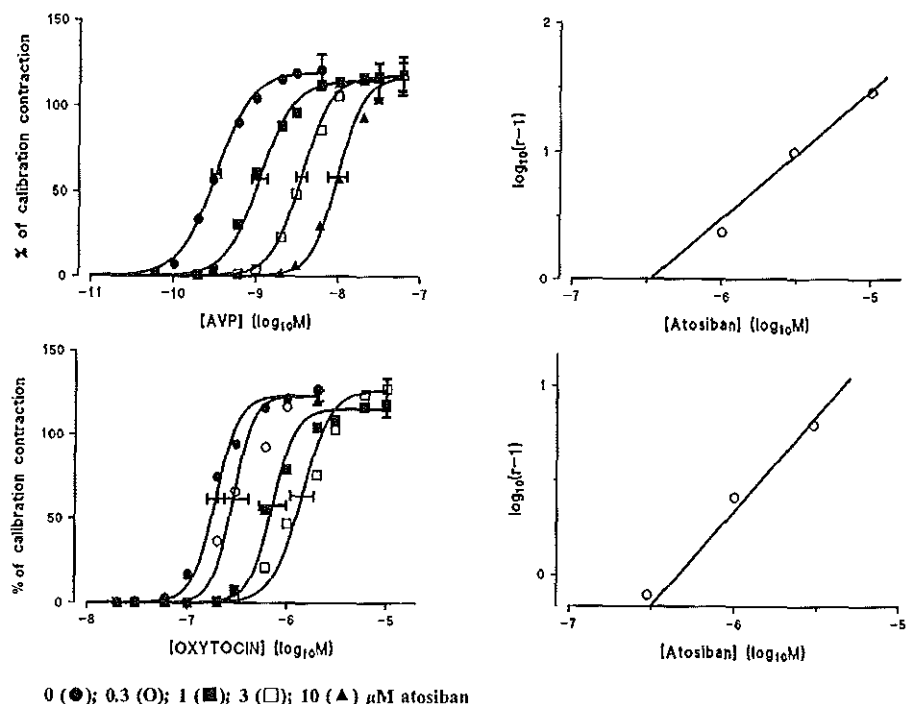 150
100
50
0
% of calibration contraction
-11 -10 -9 -8 -7
[AVP] (log₁₀M)
2
1
0
log₁₀(r-1)
-7 -6 -5
[Atosiban] (log₁₀M)
150
100
50
0
% of calibration contraction
-8 -7 -6 -5
[OXYTOCIN] (log₁₀M)
1
0
log₁₀(r-1)
-7 -6 -5
[Atosiban] (log₁₀M)
0 (●); 0.3 (○); 1 (■); 3 (□); 10 (▲) μM atosiban